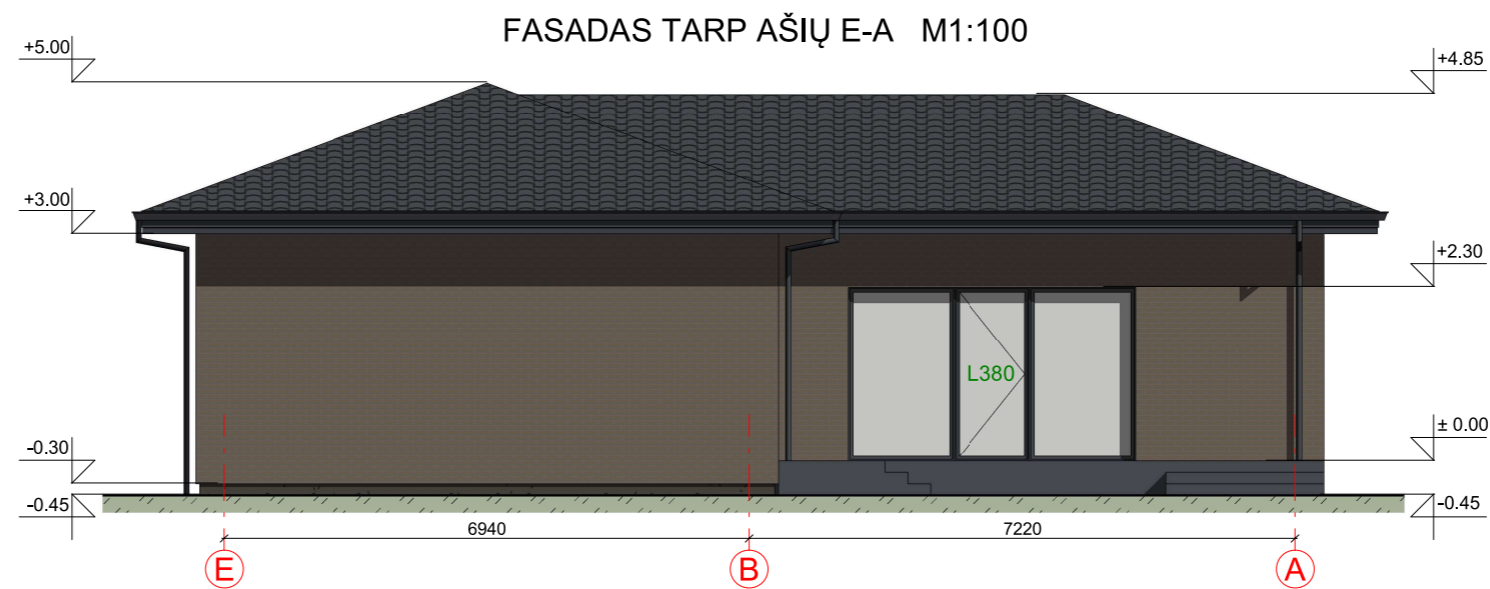 FASADAS TARP AŠIŲ E-A M1:100
+5.00
+4.85
+3.00
+2.30
L380
-0.30
± 0.00
-0.45
-0.45
6940
7220
E
B
A